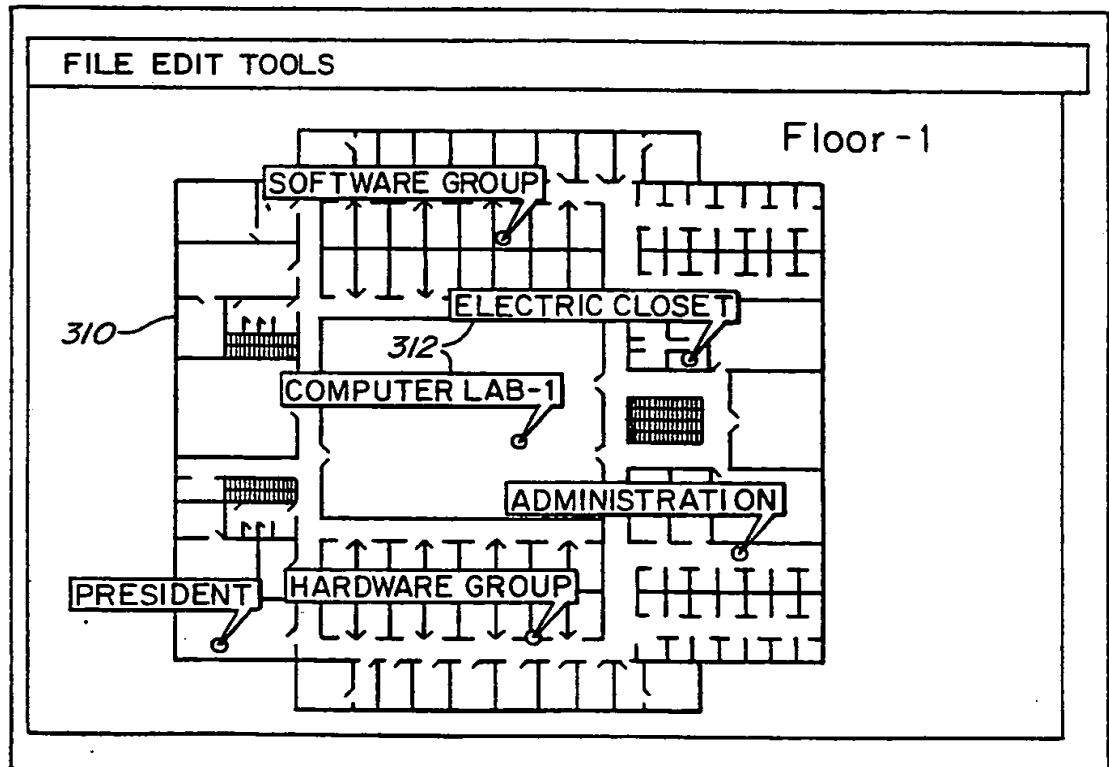 FILE EDIT TOOLS
Floor-1
SOFTWARE GROUP
ELECTRIC CLOSET
310
312
COMPUTER LAB-1
ADMINISTRATION
PRESIDENT
HARDWARE GROUP